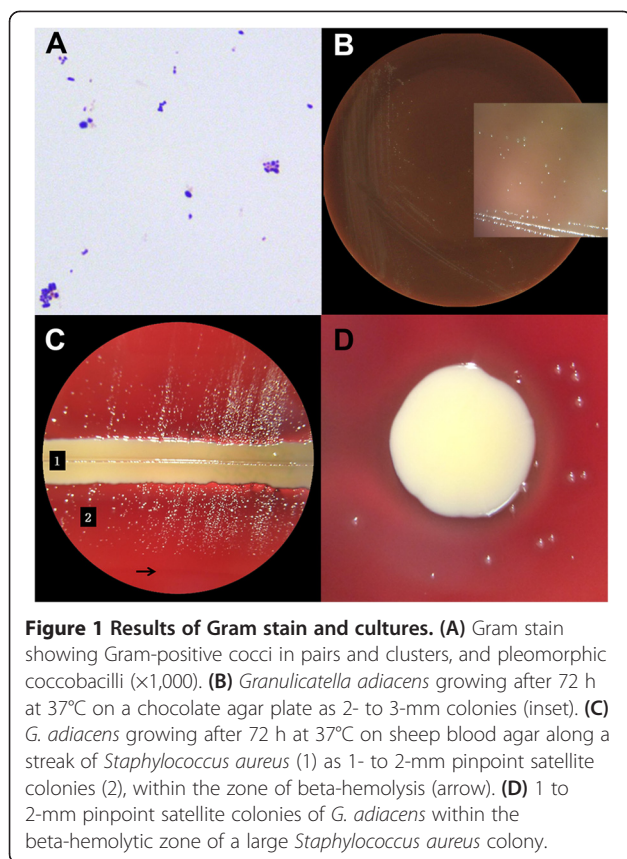 A
B
C
D
1
2
Figure 1 Results of Gram stain and cultures. (A) Gram stain
showing Gram-positive cocci in pairs and clusters, and pleomorphic
coccobacilli (×1,000). (B) Granulicatella adiacens growing after 72 h
at 37°C on a chocolate agar plate as 2- to 3-mm colonies (inset). (C)
G. adiacens growing after 72 h at 37°C on sheep blood agar along a
streak of Staphylococcus aureus (1) as 1- to 2-mm pinpoint satellite
colonies (2), within the zone of beta-hemolysis (arrow). (D) 1 to
2-mm pinpoint satellite colonies of G. adiacens within the
beta-hemolytic zone of a large Staphylococcus aureus colony.